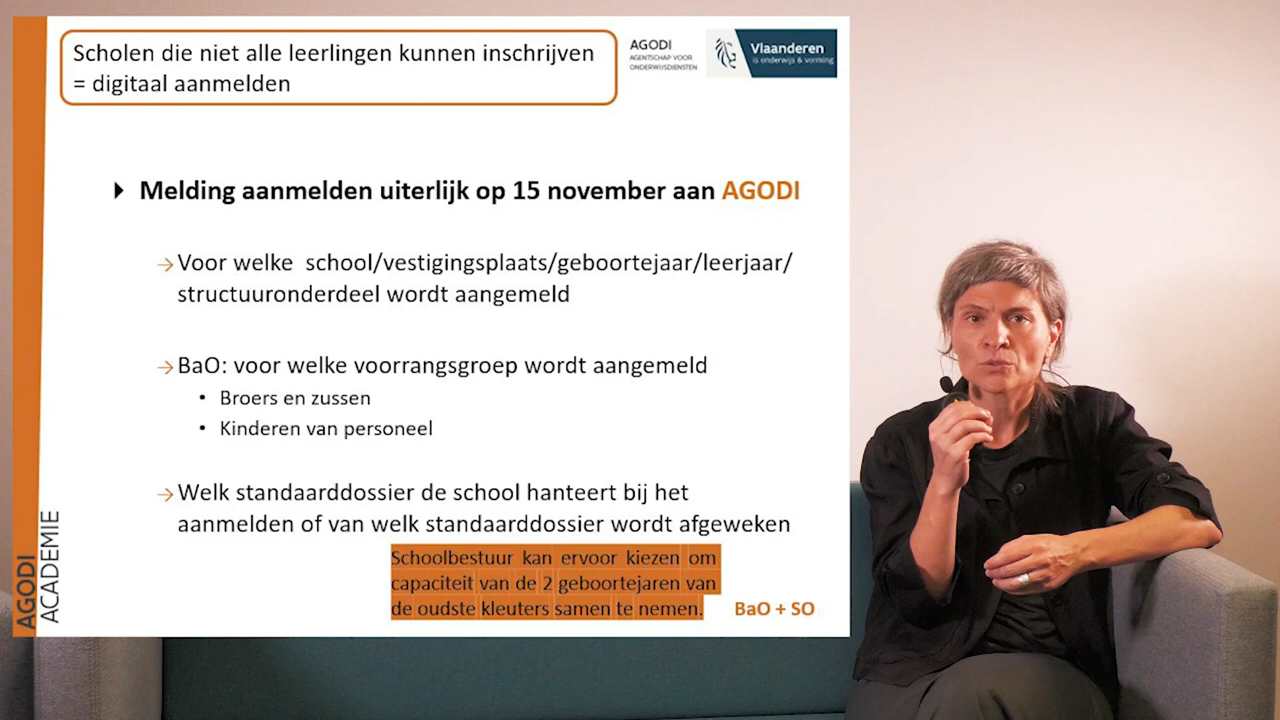 Scholen die niet alle leerlingen kunnen inschrijven
= digitaal aanmelden
AGODI
AGENTSCHAP VOOR
ONDERWIJSDIENSTEN
Vlaanderen
is onderwijs & vorming
Melding aanmelden uiterlijk op 15 november aan AGODI
→Voor welke school/vestigingsplaats/geboortejaar/leerjaar/
structuuronderdeel wordt aangemeld
→BaO: voor welke voorrangsgroep wordt aangemeld
• Broers en zussen
• Kinderen van personeel
→Welk standaarddossier de school hanteert bij het
aanmelden of van welk standaarddossier wordt afgeweken
Schoolbestuur kan ervoor kiezen om
capaciteit van de 2 geboortejaren van
de oudste kleuters samen te nemen.
BaO + SO
AGODI
ACADEMIE